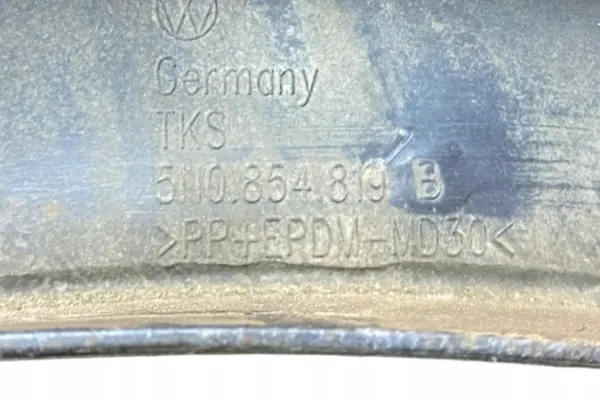 Germany
TKS
5N0.854.819 B
>PP+EPDM-MD30<